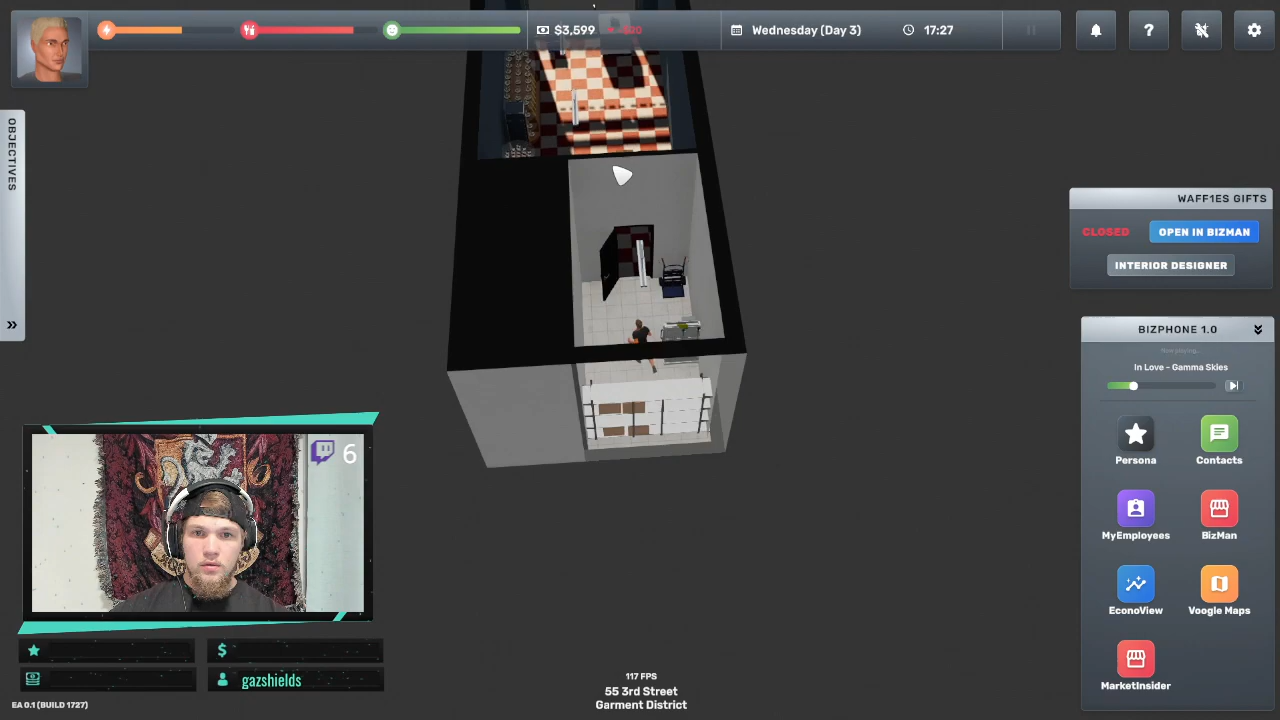 $3,599
Wednesday (Day 3)
17:27
OBJECTIVES
WAFF1ES GIFTS
CLOSED
OPEN IN BIZMAN
INTERIOR DESIGNER
BIZPHONE 1.0
Now playing..
In Love - Gamma Skies
Persona
Contacts
MyEmployees
BizMan
EconoView
Voogle Maps
MarketInsider
6
gazshields
117 FPS
55 3rd Street
Garment District
EA 0.1 (BUILD 1727)